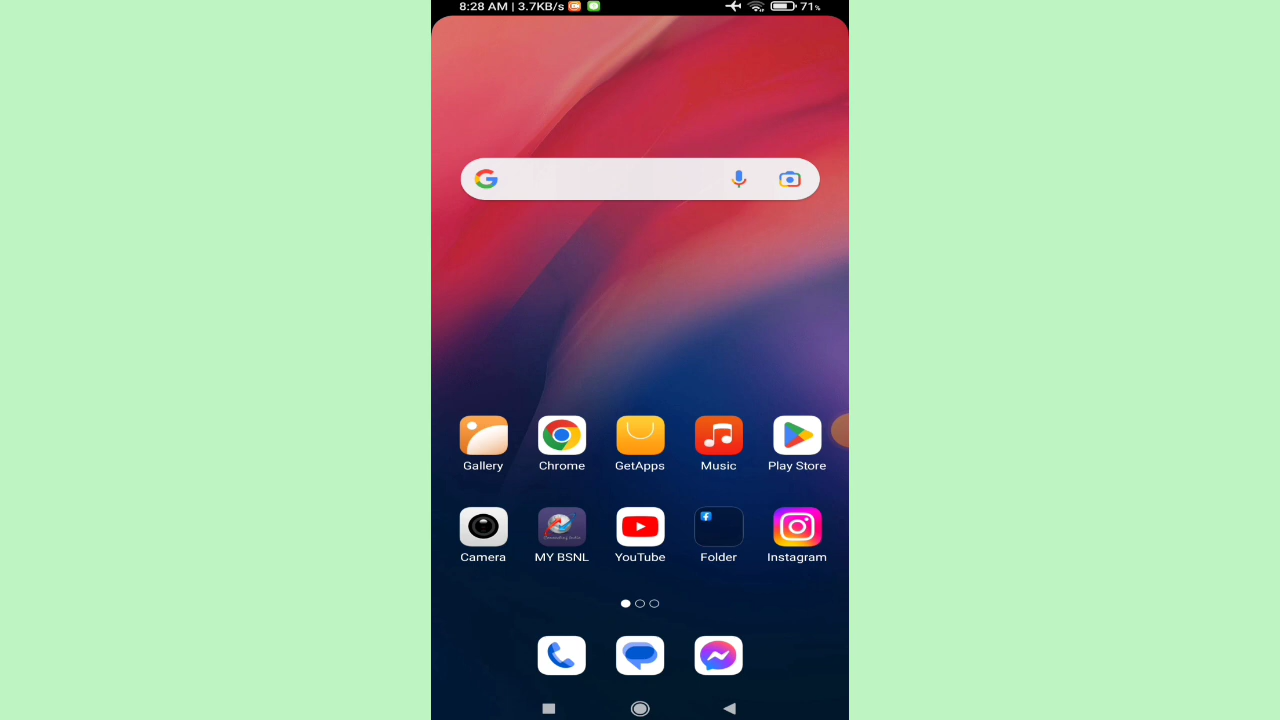 8:28 AM | 3.7KB/s 71%
Gallery Chrome GetApps Music Play Store
Camera MY BSNL YouTube Folder Instagram